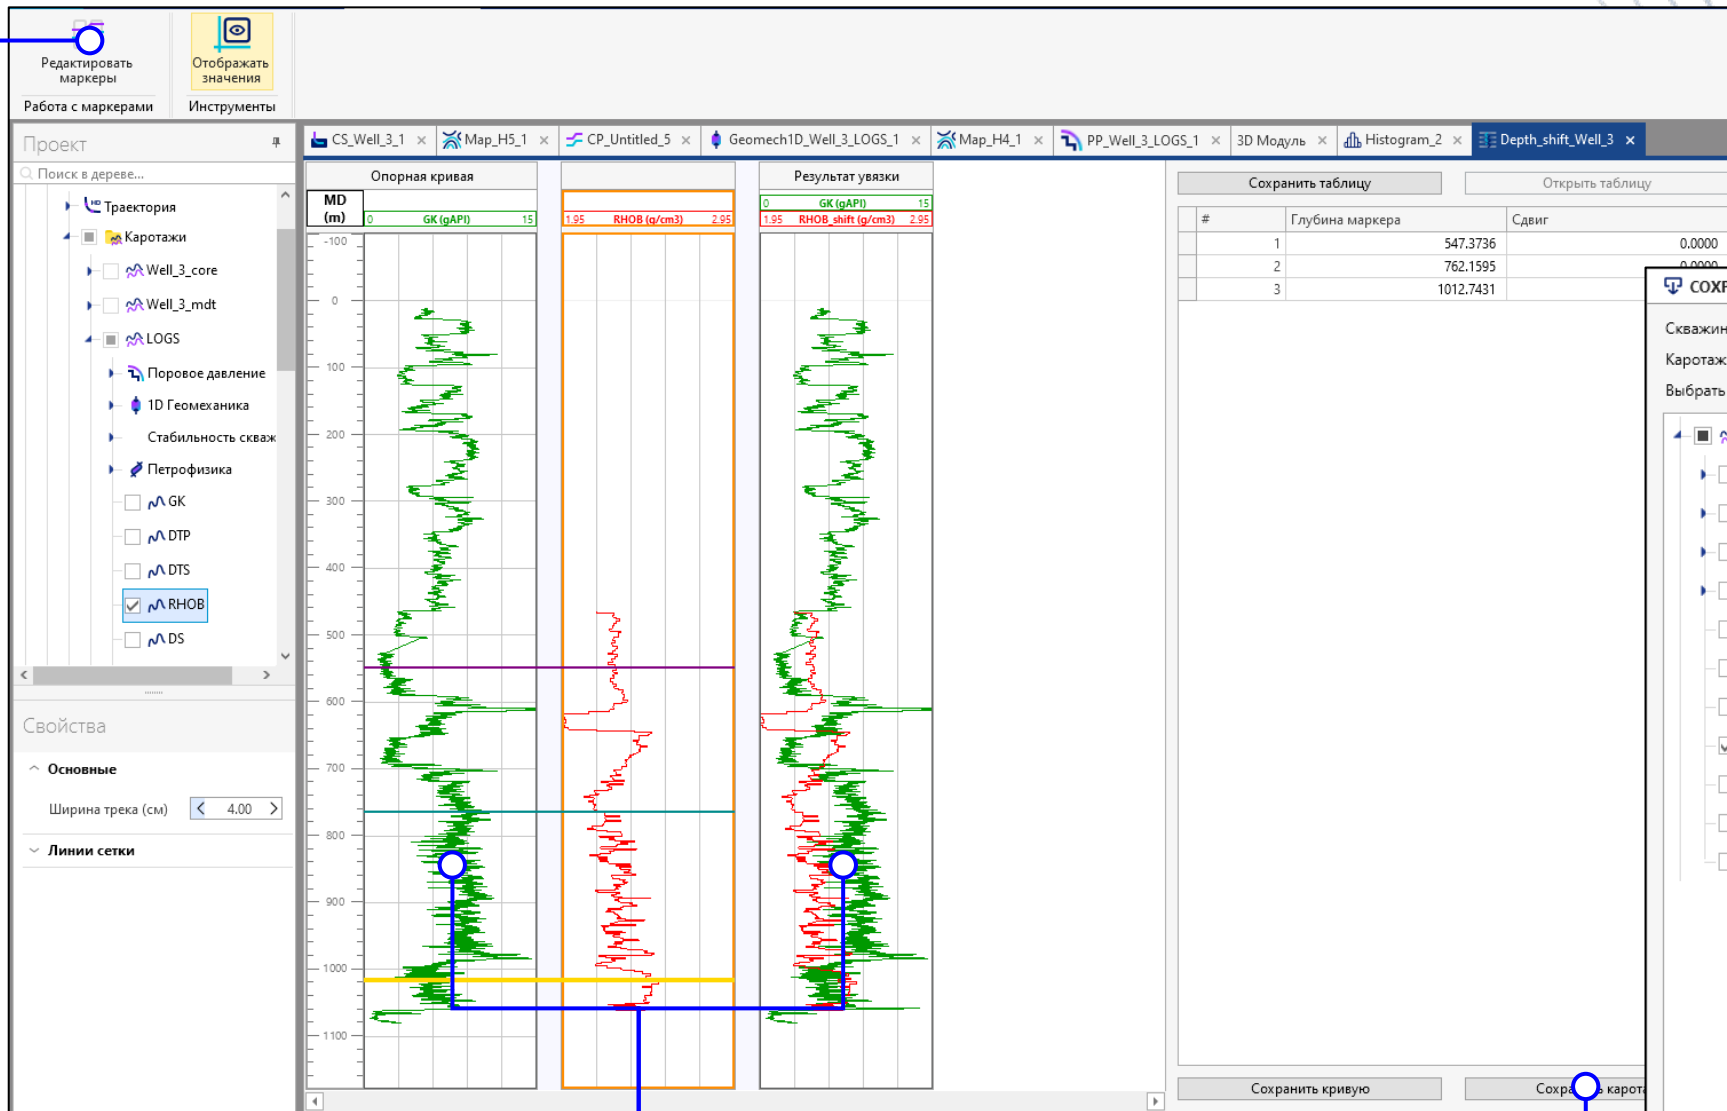 Редактировать
маркеры
Отображать
значения
Работа с маркерами
Инструменты
Проект
Поиск в дереве...
Траектория
Каротажи
Well_3_core
Well_3_mdt
LOGS
Поровое давление
1D Геомеханика
Стабильность скваж
Петрофизика
GK
DTP
DTS
RHOB
DS
Свойства
Основные
Ширина трека (см)
4.00
Линии сетки
CS_Well_3_1
Map_H5_1
CP_Untitled_5
Geomech1D_Well_3_LOGS_1
Map_H4_1
PP_Well_3_LOGS_1
3D Модуль
Histogram_2
Depth_shift_Well_3
Опорная кривая
Результат увязки
MD
(m)
0 GK (gAPI) 15
1.95 RHOB (g/cm3) 2.95
0 GK (gAPI) 15
1.95 RHOB_shift (g/cm3) 2.95
-100
0
100
200
300
400
500
600
700
800
900
1000
1100
Сохранить таблицу
Открыть таблицу
# Глубина маркера Сдвиг
1 547.3736 0.0000
2 762.1595 0.0000
3 1012.7431
СОХР
Скважин
Каротаж
Выбрать
Сохранить кривую
Сохр карот